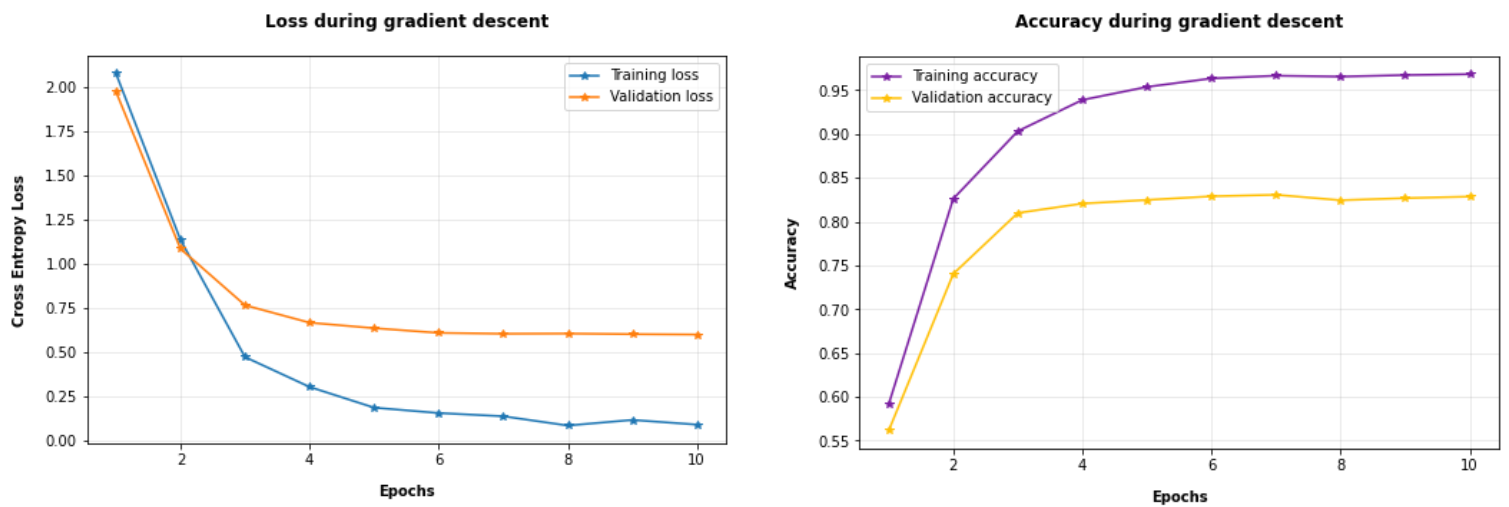 Loss during gradient descent
Training loss
Validation loss
Cross Entropy Loss
2.00
1.75
1.50
1.25
1.00
0.75
0.50
0.25
0.00
2 4 6 8 10
Epochs
Accuracy during gradient descent
Training accuracy
Validation accuracy
Accuracy
0.95
0.90
0.85
0.80
0.75
0.70
0.65
0.60
0.55
2 4 6 8 10
Epochs